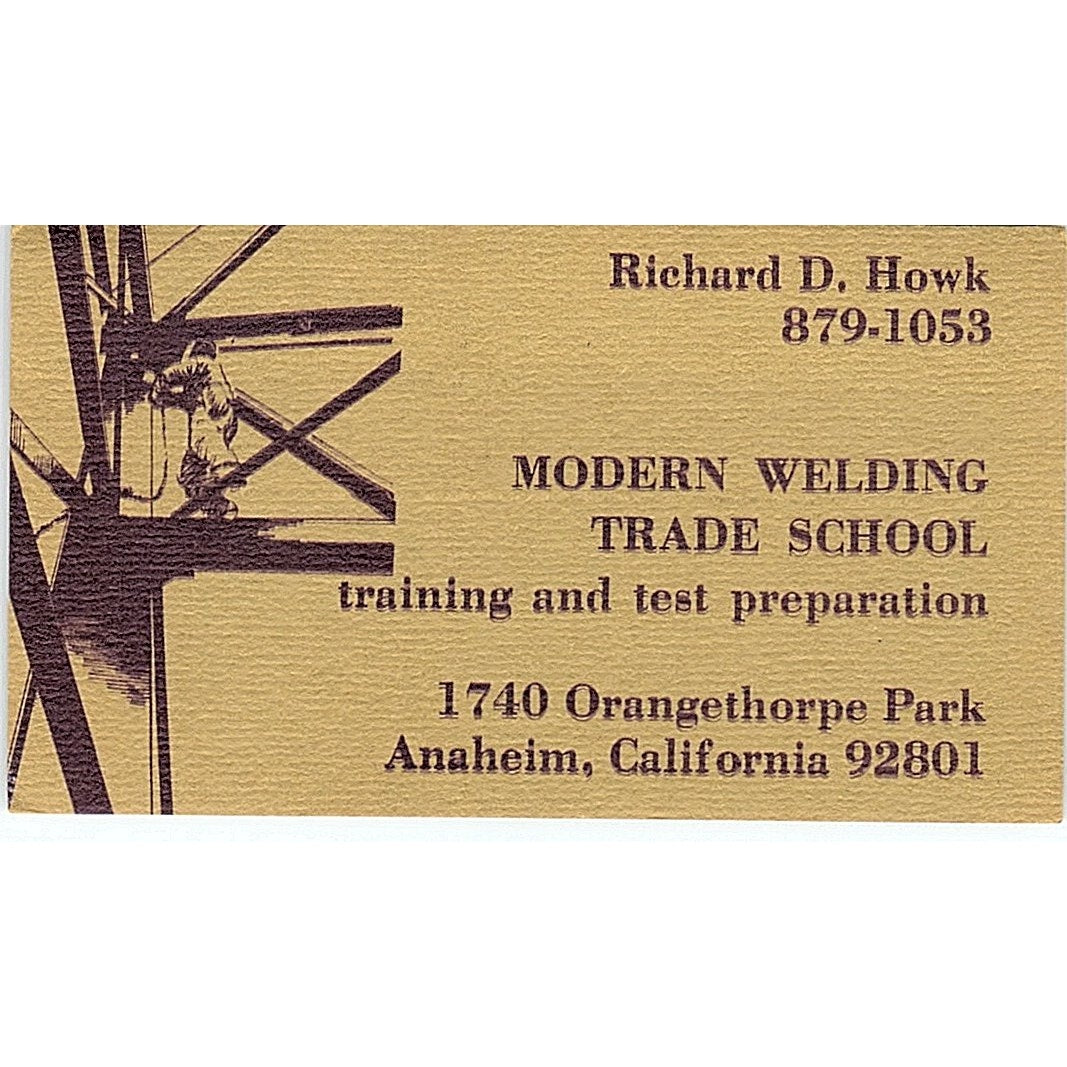 Richard D. Howk
879-1053
MODERN WELDING
TRADE SCHOOL
training and test preparation
1740 Orangethorpe Park
Anaheim, California 92801